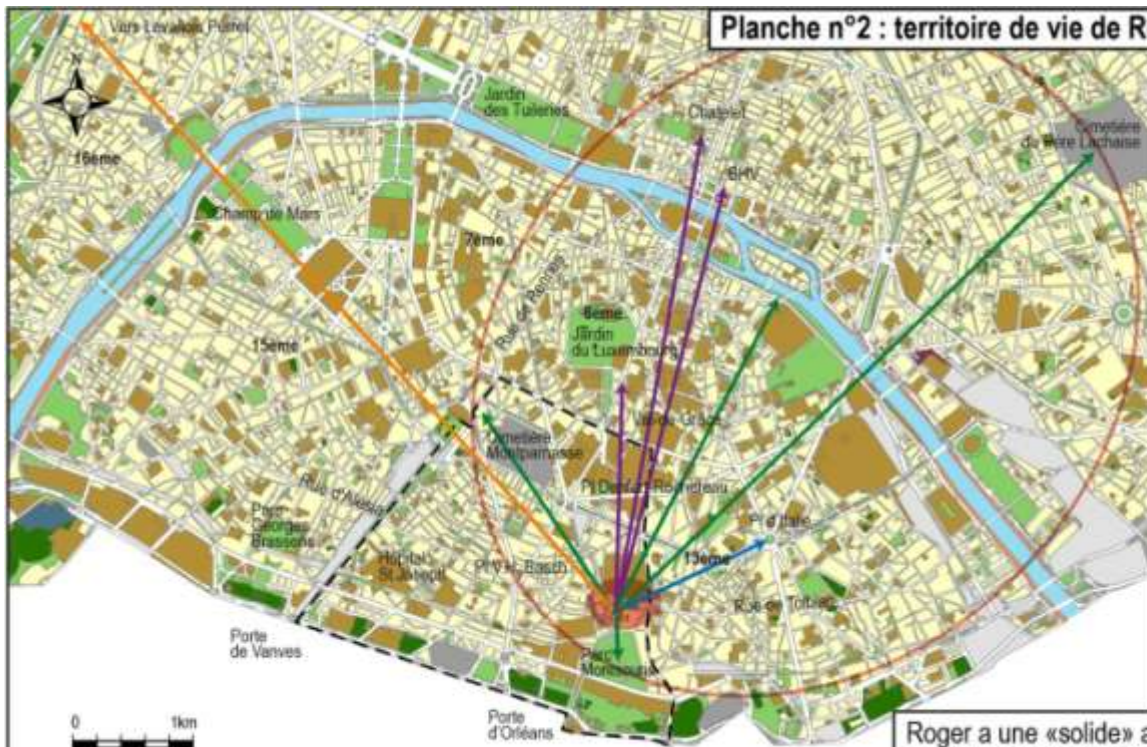 Planche n°2 : territoire de vie de R
Vers Levallois Perret
N
Jardin
des Tuileries
Chatelet
Cimetière
du Père Lachaise
16ème
BHV
Champ de Mars
7ème
Rue de Rennes
6ème
Jardin
du Luxembourg
15ème
Val-de-Grâce
Cimetière
Montparnasse
Rue d'Alésia
Pl Denfert Rochereau
Parc
Georges
Brassens
Pl d'Italie
Hôpital
St Joseph
Pl V.H. Basch
13ème
Rue de Tolbiac
Porte
de Vanves
Parc
Montsouris
Porte
d'Orléans
0 1km
Roger a une «solide» a